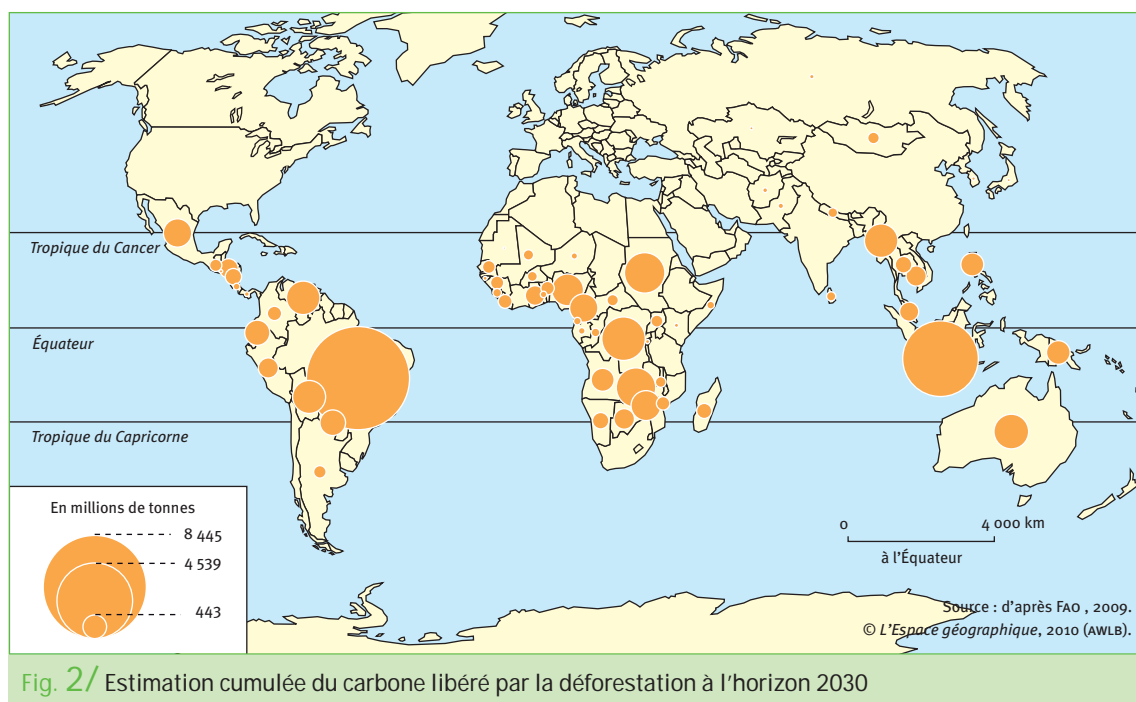 Tropique du Cancer
Équateur
Tropique du Capricorne
En millions de tonnes
8 445
4 539
443
0 4 000 km
à l'Équateur
Source : d'après FAO , 2009.
© L'Espace géographique, 2010 (AWLB).
Fig. 2/ Estimation cumulée du carbone libéré par la déforestation à l'horizon 2030